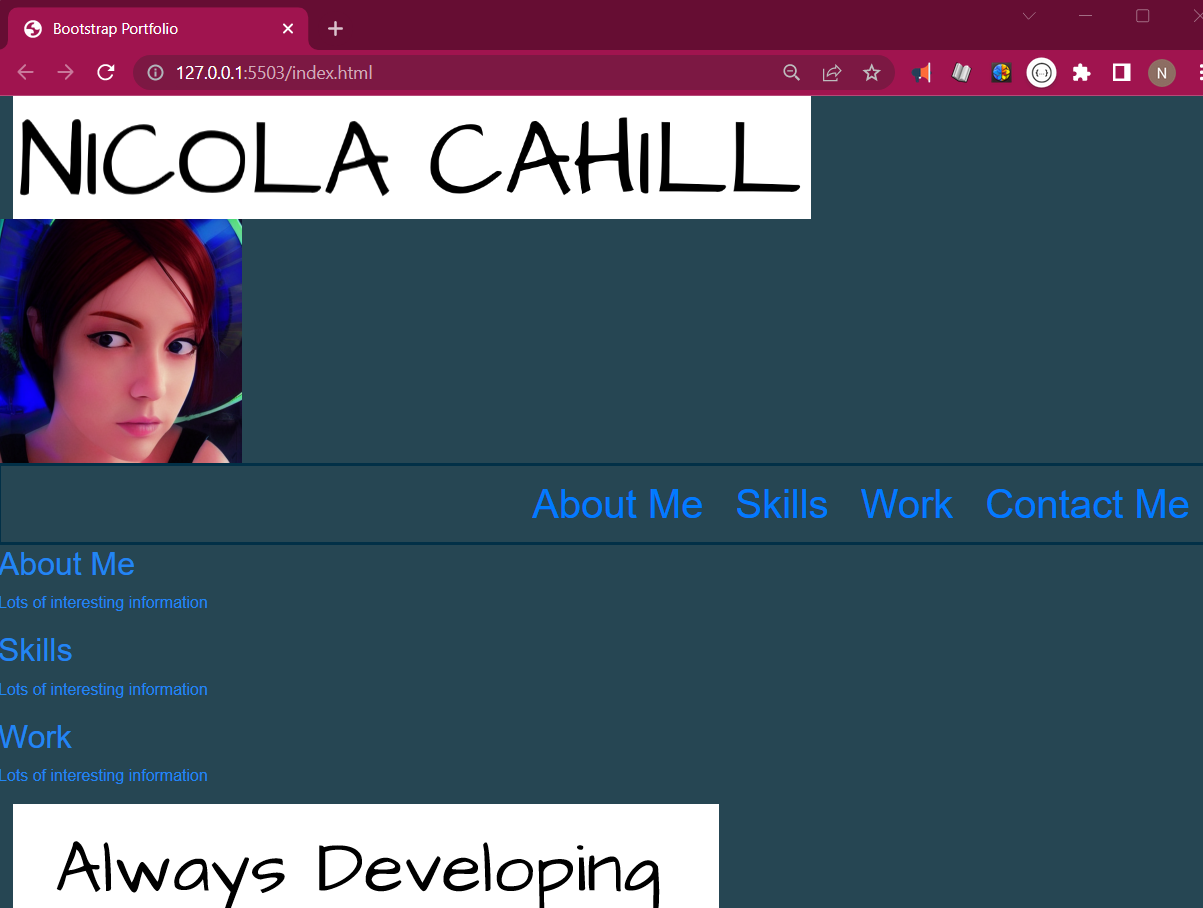 Bootstrap Portfolio
127.0.0.1:5503/index.html
N
NICOLA CAHILL
About Me Skills Work Contact Me
About Me
Lots of interesting information
Skills
Lots of interesting information
Work
Lots of interesting information
Always Developing